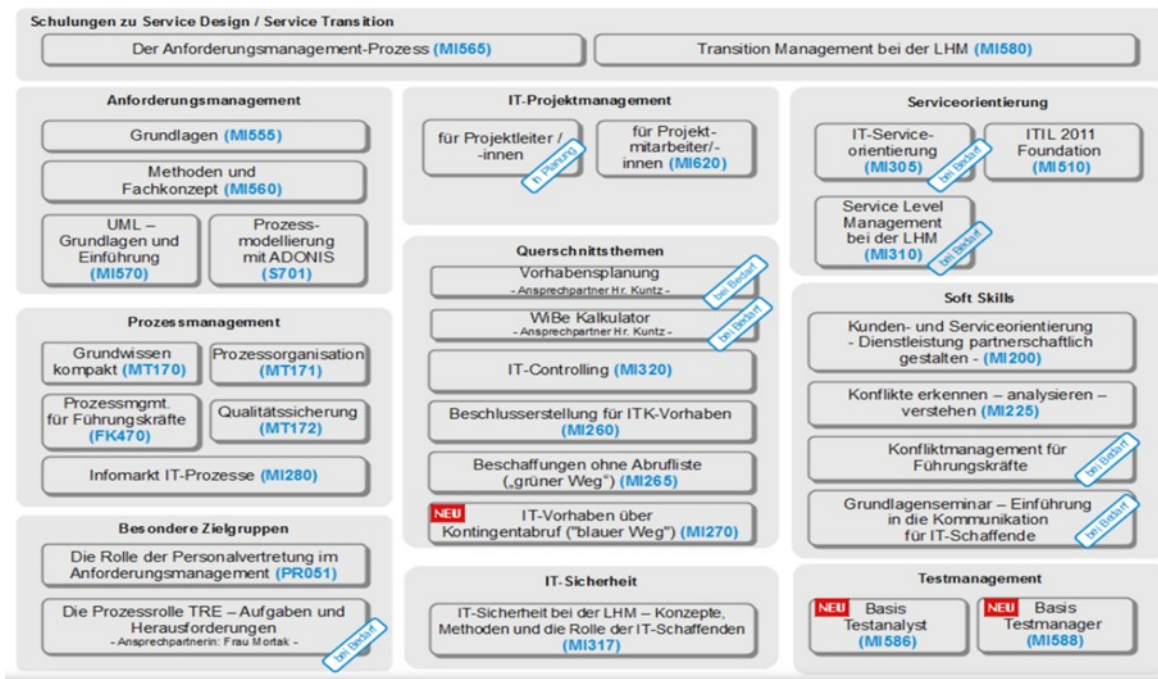 Schulungen zu Service Design / Service Transition
Der Anforderungsmanagement-Prozess (MI565)
Transition Management bei der LHM (MI580)
Anforderungsmanagement
Grundlagen (MI555)
Methoden und
Fachkonzept (MI560)
UML –
Grundlagen und
Einführung
(MI570)
Prozess-
modellierung
mit ADONIS
(S701)
Prozessmanagement
Grundwissen
kompakt (MT170)
Prozessorganisation
(MT171)
Prozessmgmt.
für Führungskräfte
(FK470)
Qualitätssicherung
(MT172)
Infomarkt IT-Prozesse (MI280)
Besondere Zielgruppen
Die Rolle der Personalvertretung im
Anforderungsmanagement (PR051)
Die Prozessrolle TRE – Aufgaben und
Herausforderungen
- Ansprechpartnerin: Frau Mortak -
bei Bedarf
IT-Projektmanagement
für Projektleiter /
-innen
In Planung
für Projekt-
mitarbeiter/-
innen (MI620)
Querschnittsthemen
Vorhabensplanung
- Ansprechpartner Hr. Kuntz -
bei Bedarf
WiBe Kalkulator
- Ansprechpartner Hr. Kuntz -
bei Bedarf
IT-Controlling (MI320)
Beschlusserstellung für ITK-Vorhaben
(MI260)
Beschaffungen ohne Abrufliste
(„grüner Weg“) (MI265)
NEU
IT-Vorhaben über
Kontingentabruf ("blauer Weg") (MI270)
IT-Sicherheit
IT-Sicherheit bei der LHM – Konzepte,
Methoden und die Rolle der IT-Schaffenden
(MI317)
Serviceorientierung
IT-Service-
orientierung
(MI305)
bei Bedarf
ITIL 2011
Foundation
(MI510)
Service Level
Management
bei der LHM
(MI310)
bei Bedarf
Soft Skills
Kunden- und Serviceorientierung
- Dienstleistung partnerschaftlich
gestalten - (MI200)
Konflikte erkennen – analysieren –
verstehen (MI225)
Konfliktmanagement für
Führungskräfte
bei Bedarf
Grundlagenseminar – Einführung
in die Kommunikation
für IT-Schaffende
bei Bedarf
Testmanagement
NEU
Basis
Testanalyst
(MI586)
NEU
Basis
Testmanager
(MI588)